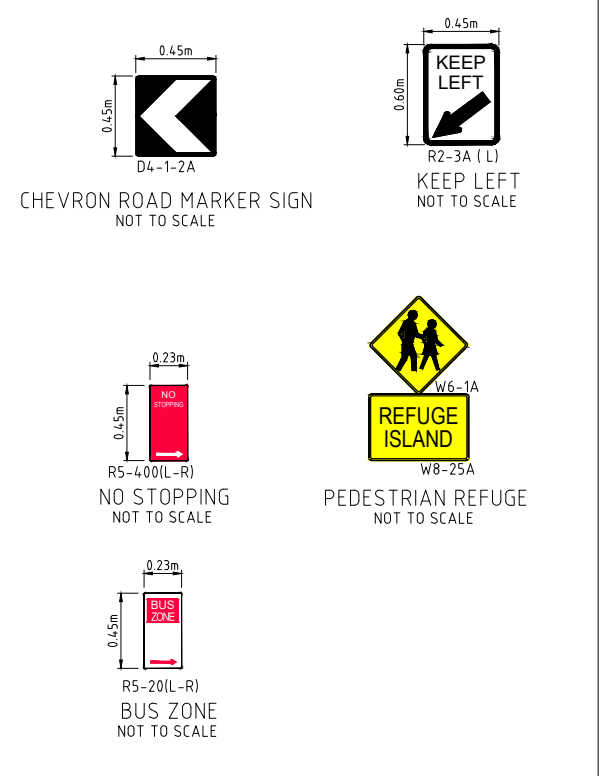 0.45m
0.45m
D4-1-2A
CHEVRON ROAD MARKER SIGN
NOT TO SCALE
0.45m
0.60m
KEEP
LEFT
R2-3A ( L)
KEEP LEFT
NOT TO SCALE
0.23m
0.45m
NO
STOPPING
R5-400(L-R)
NO STOPPING
NOT TO SCALE
W6-1A
REFUGE
ISLAND
W8-25A
PEDESTRIAN REFUGE
NOT TO SCALE
0.23m
0.45m
BUS
ZONE
R5-20(L-R)
BUS ZONE
NOT TO SCALE